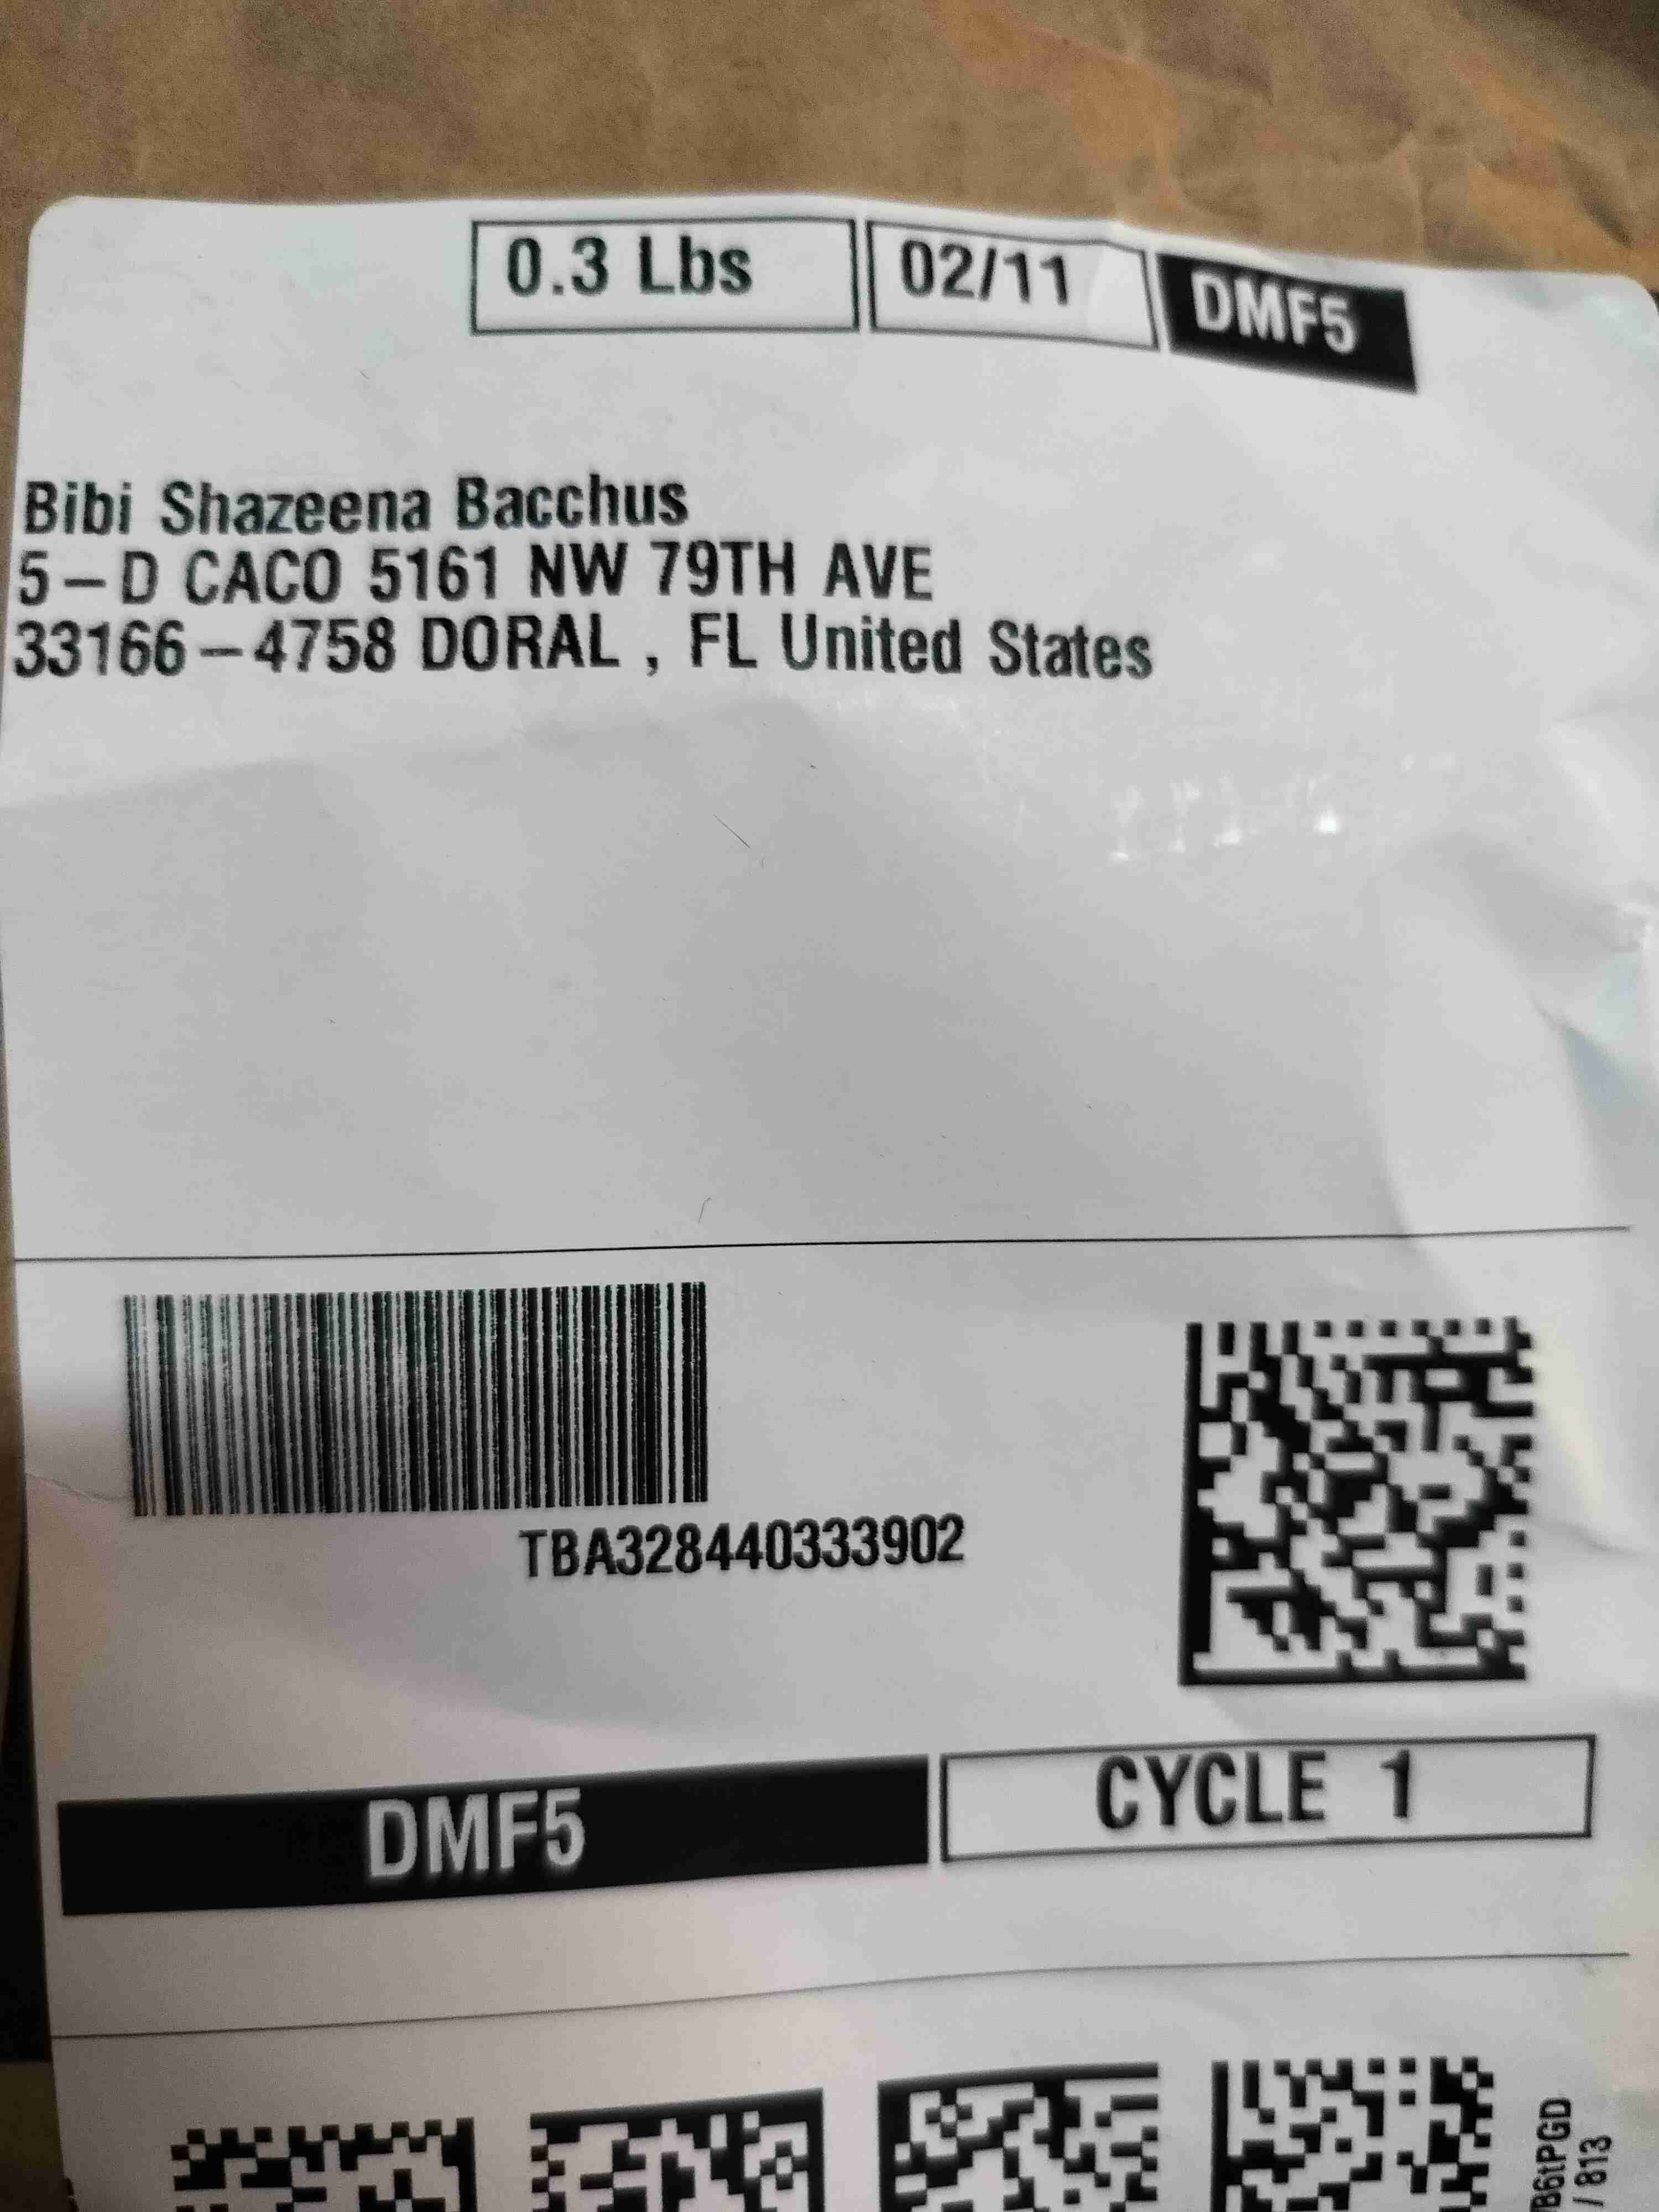 0.3 Lbs 02/11 DMF5
Bibi Shazeena Bacchus
5-D CACO 5161 NW 79TH AVE
33166-4758 DORAL , FL United States
TBA328440333902
DMF5 CYCLE 1
/ 813